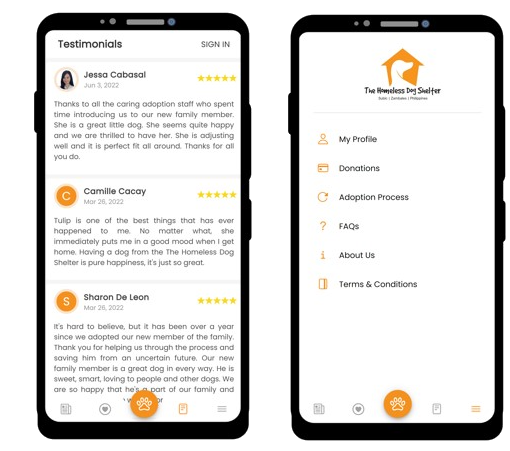 Testimonials
SIGN IN
Jessa Cabasal
Jun 3, 2022
Thanks to all the caring adoption staff who spent
time introducing us to our new family member.
She is a great little dog. She seems quite happy
and we are thrilled to have her. She is adjusting
well and it is perfect fit all around. Thanks for all
you do.
C
Camille Cacay
Mar 26, 2022
Tulip is one of the best things that has ever
happened to me. No matter what, she
immediately puts me in a good mood when I get
home. Having a dog from the The Homeless Dog
Shelter is pure happiness, it's just so great.
S
Sharon De Leon
Mar 26, 2022
It's hard to believe, but it has been over a year
since we adopted our new member of the family.
Thank you for helping us through the process and
saving him from an uncertain future. Our new
family member is a great dog in every way. He is
sweet, smart, loving to people and other dogs. We
are so happy that he's a part of our family and
The Homeless Dog Shelter
Subic | Zambales | Philippines
My Profile
Donations
Adoption Process
? FAQs
i About Us
Terms & Conditions